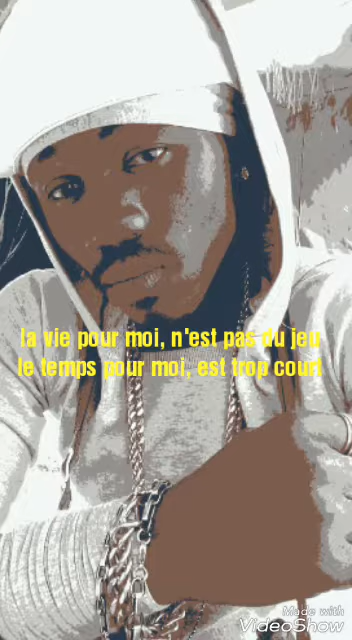 la vie pour moi, n'est pas du jeu
le temps pour moi, est trop court
Made with
VideoShow